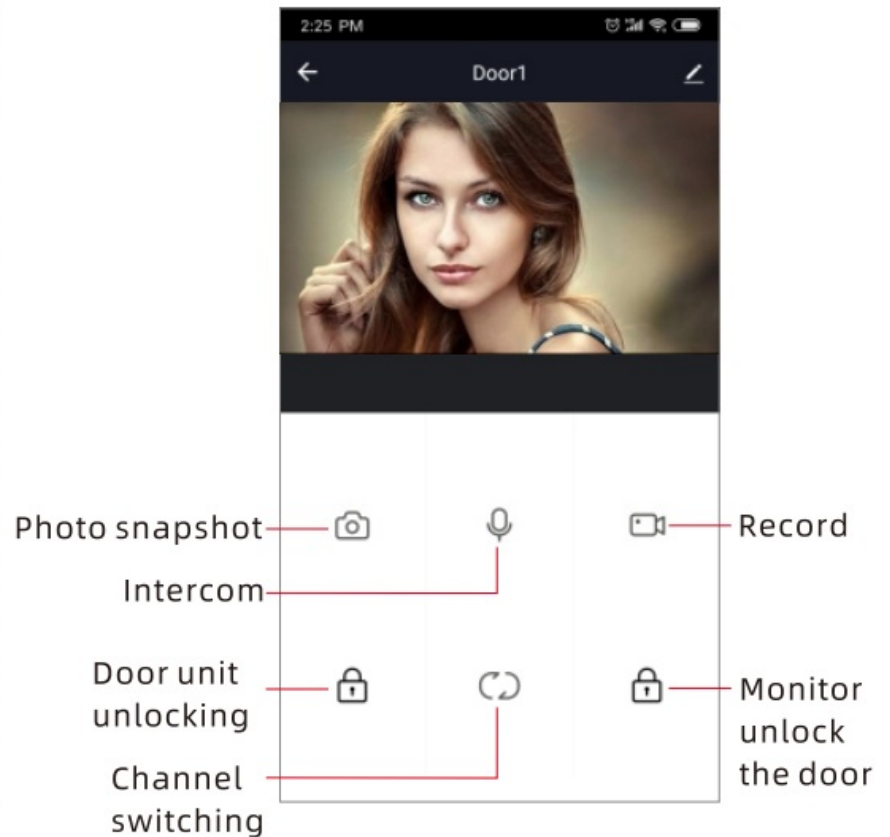 2:25 PM
Door1
Photo snapshot
Record
Intercom
Door unit
unlocking
Monitor
unlock
the door
Channel
switching